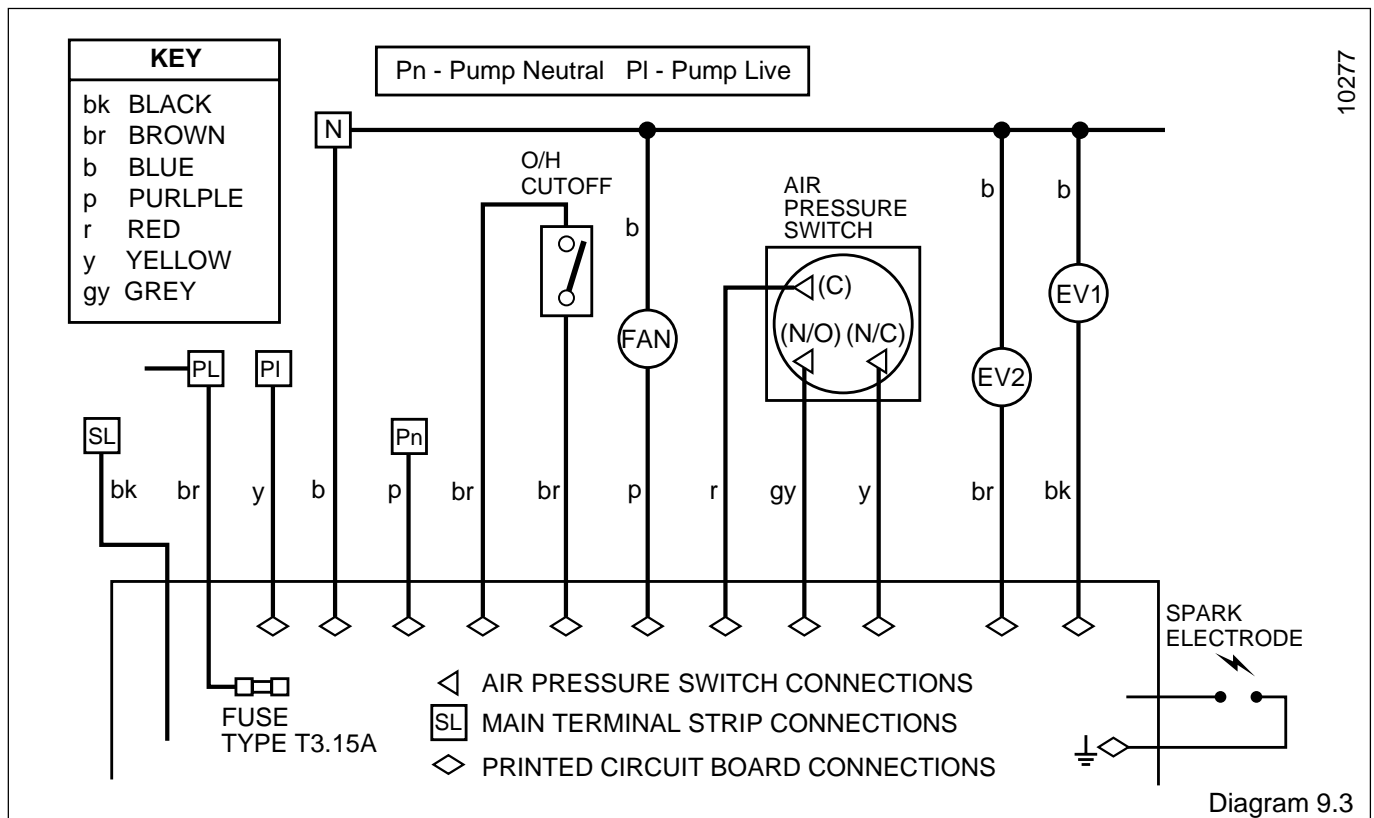 KEY
bk BLACK
br BROWN
b BLUE
p PURLPLE
r RED
y YELLOW
gy GREY
Pn - Pump Neutral Pl - Pump Live
10277
N
O/H
CUTOFF
b
FAN
AIR
PRESSURE
SWITCH
(C)
(N/O) (N/C)
b
b
EV1
EV2
PL
Pl
SL
Pn
bk
br
y
b
p
br
br
p
r
gy
y
br
bk
SPARK
ELECTRODE
FUSE
TYPE T3.15A
AIR PRESSURE SWITCH CONNECTIONS
SL MAIN TERMINAL STRIP CONNECTIONS
PRINTED CIRCUIT BOARD CONNECTIONS
Diagram 9.3